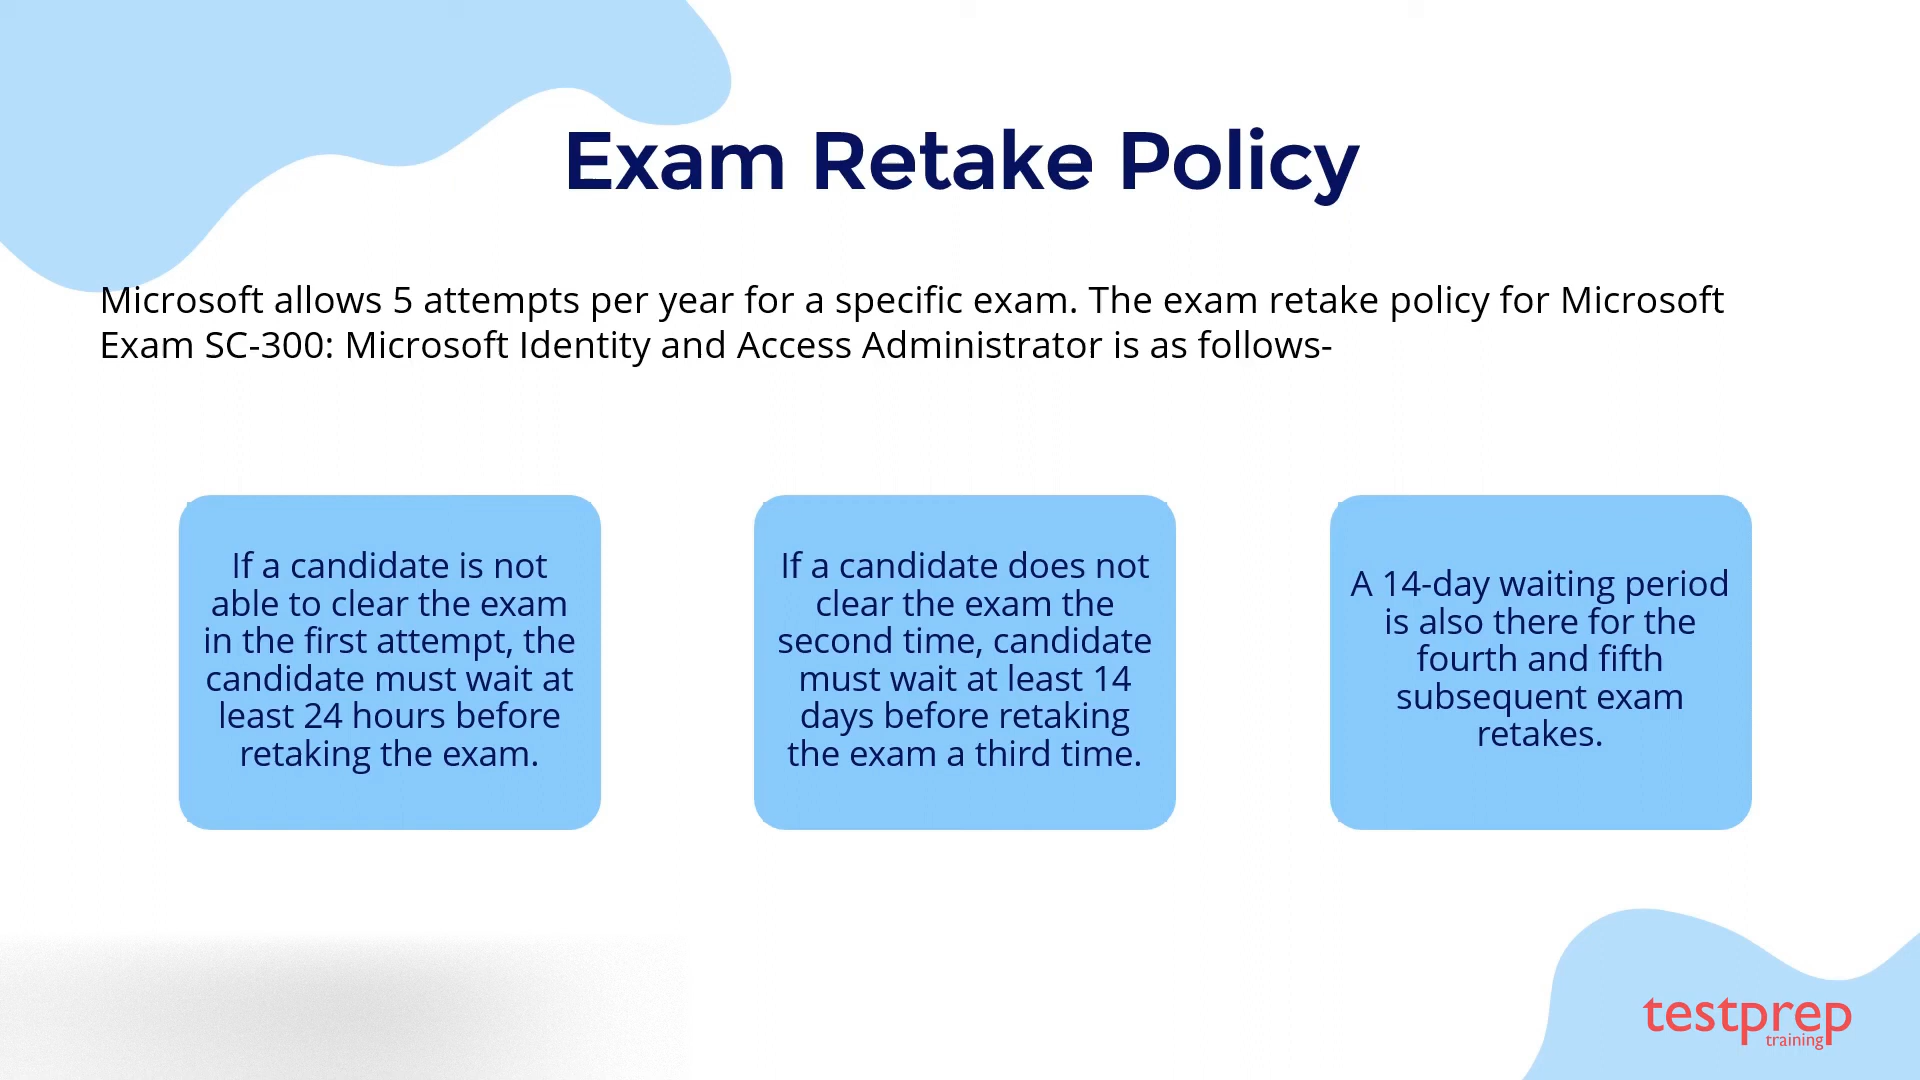 Exam Retake Policy
Microsoft allows 5 attempts per year for a specific exam. The exam retake policy for Microsoft
Exam SC-300: Microsoft Identity and Access Administrator is as follows-
If a candidate is not
able to clear the exam
in the first attempt, the
candidate must wait at
least 24 hours before
retaking the exam.
If a candidate does not
clear the exam the
second time, candidate
must wait at least 14
days before retaking
the exam a third time.
A 14-day waiting period
is also there for the
fourth and fifth
subsequent exam
retakes.
testprep
training